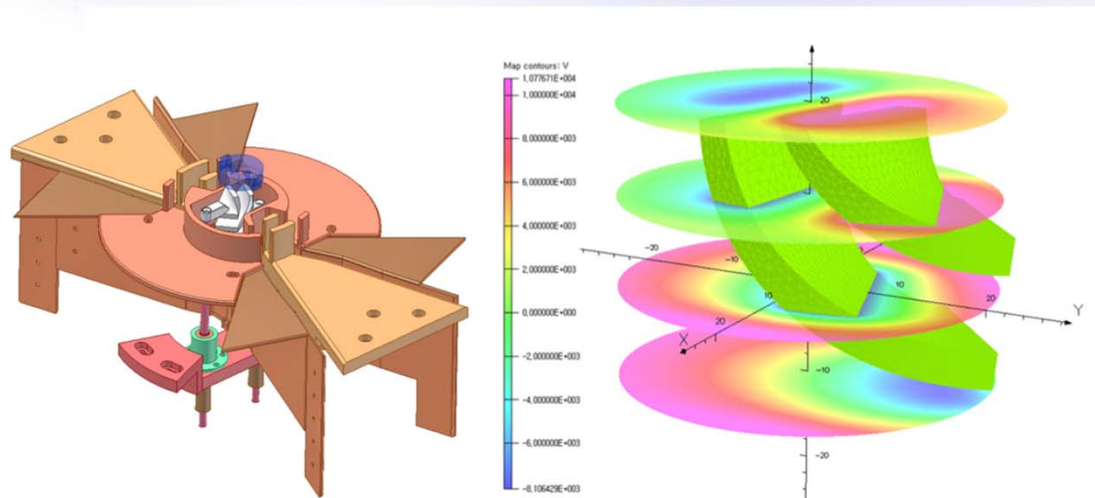 Map contours: V
1,077671E+004
1,000000E+004
8,000000E+003
6,000000E+003
4,000000E+003
2,000000E+003
0,000000E+000
-2,000000E+003
-4,000000E+003
-6,000000E+003
-8,106429E+003
20
-20
-10
10
10
20
20
X
Y
-10
-20